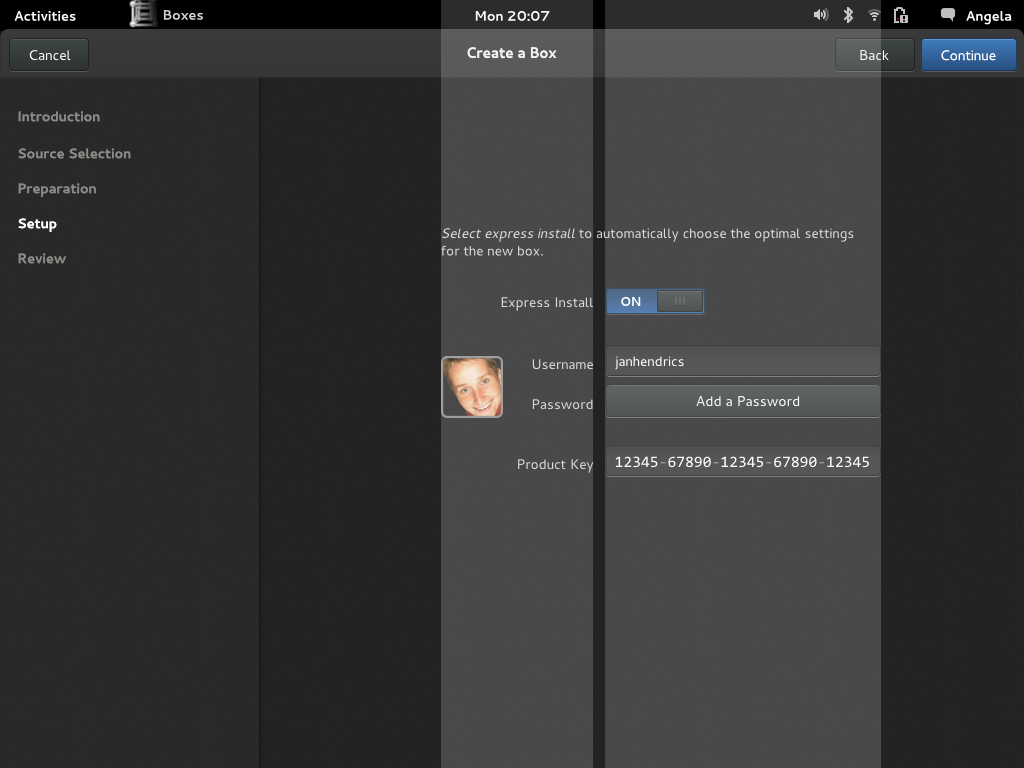 Activities
Boxes
Mon 20:07
Angela
Cancel
Create a Box
Back
Continue
Introduction
Source Selection
Preparation
Setup
Review
Select express install to automatically choose the optimal settings
for the new box.
Express Install
ON
Username
janhendrics
Password
Add a Password
Product Key
12345-67890-12345-67890-12345